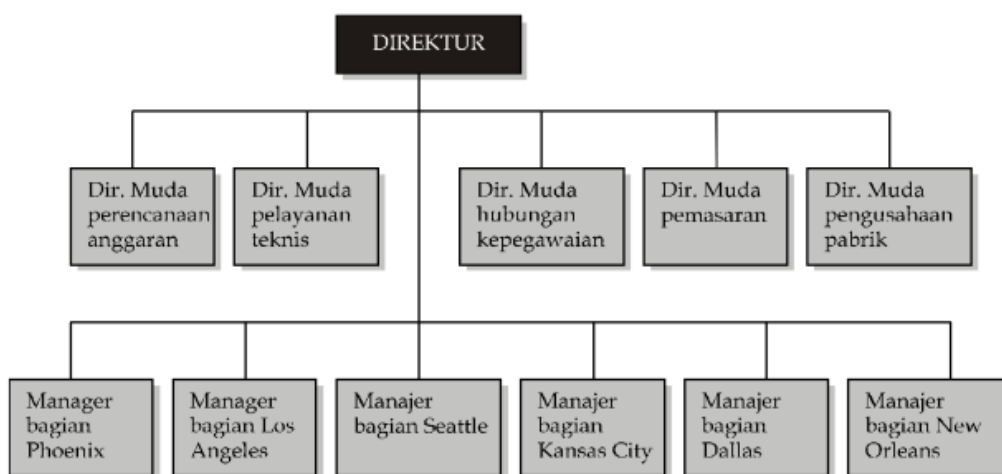 DIREKTUR
Dir. Muda
perencanaan
anggaran
Dir. Muda
pelayanan
teknis
Dir. Muda
hubungan
kepegawaian
Dir. Muda
pemasaran
Dir. Muda
pengusahaan
pabrik
Manager
bagian
Phoenix
Manager
bagian Los
Angeles
Manajer
bagian Seattle
Manajer
bagian
Kansas City
Manajer
bagian
Dallas
Manajer
bagian New
Orleans